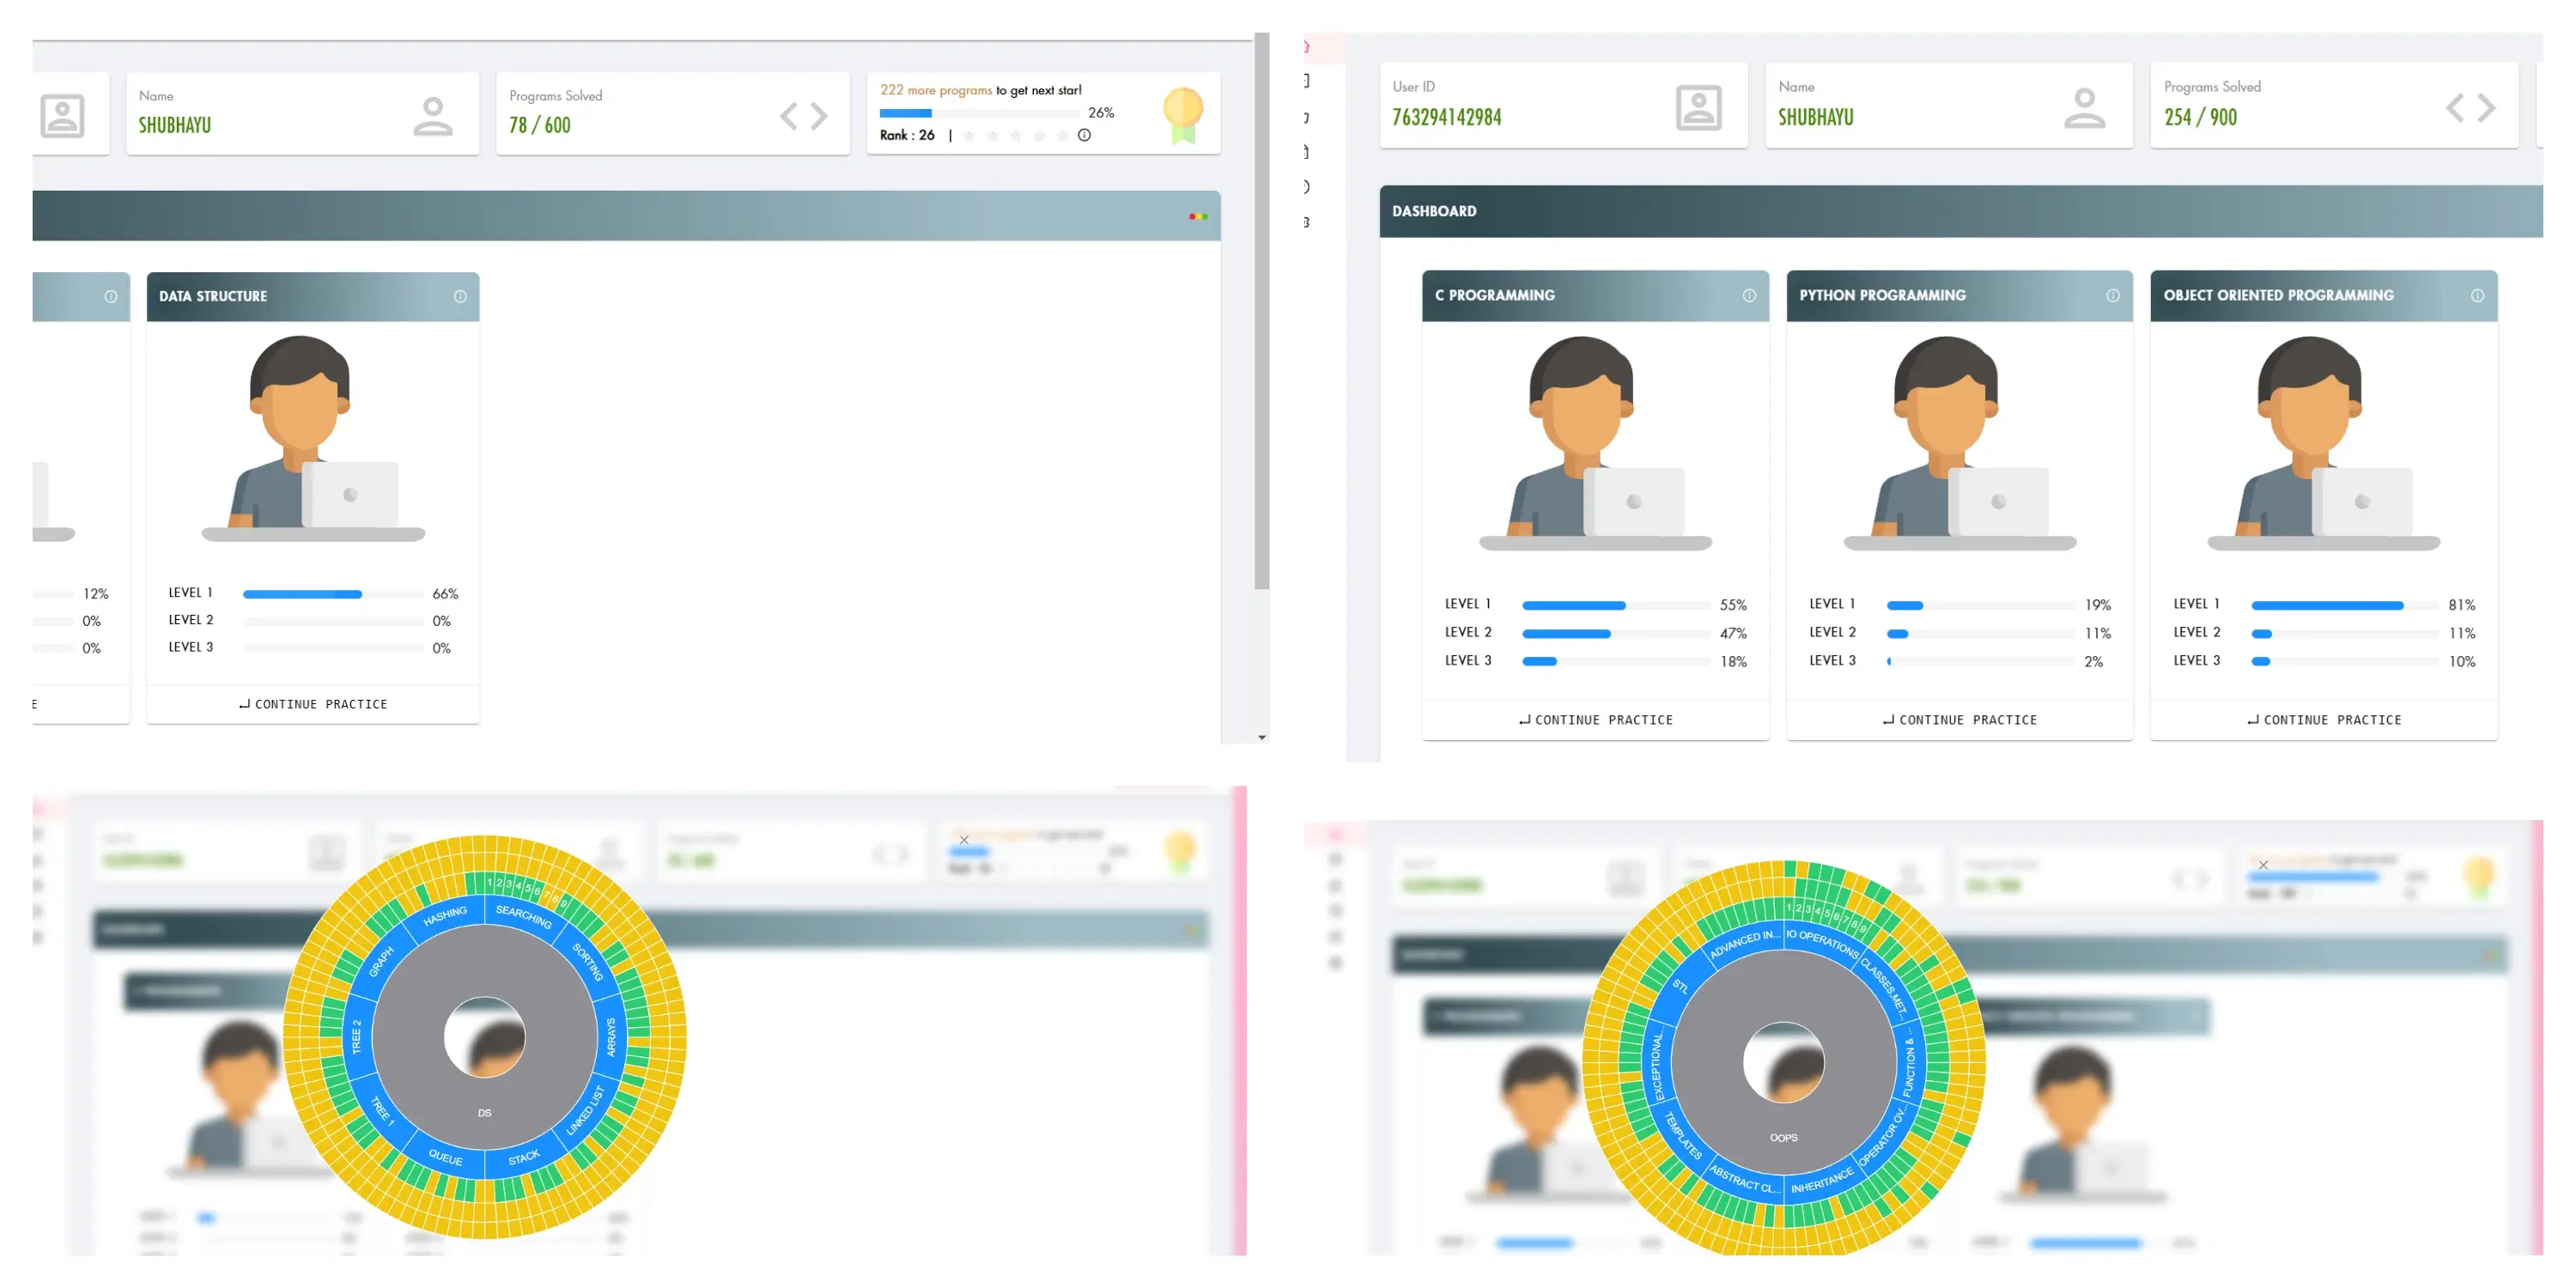 Name
SHUBHAYU
Programs Solved
78 / 600
222 more programs to get next star!
26%
Rank : 26 |
DATA STRUCTURE
12%
0%
0%
E
LEVEL 1 66%
LEVEL 2 0%
LEVEL 3 0%
CONTINUE PRACTICE
User ID
763294142984
Name
SHUBHAYU
Programs Solved
254 / 900
DASHBOARD
C PROGRAMMING
LEVEL 1 55%
LEVEL 2 47%
LEVEL 3 18%
CONTINUE PRACTICE
PYTHON PROGRAMMING
LEVEL 1 19%
LEVEL 2 11%
LEVEL 3 2%
CONTINUE PRACTICE
OBJECT ORIENTED PROGRAMMING
LEVEL 1 81%
LEVEL 2 11%
LEVEL 3 10%
CONTINUE PRACTICE
1 2 3 4 5 6 7 8 9
SEARCHING
SORTING
ARRAYS
LINKED LIST
STACK
QUEUE
TREE 1
TREE 2
GRAPH
HASHING
DS
1 2 3 4 5 6 7 8 9
IO OPERATIONS
CLASSES,MET...
FUNCTION & ...
OPERATOR OV...
INHERITANCE
ABSTRACT CL...
TEMPLATES
EXCEPTIONAL...
STL
ADVANCED IN...
OOPS